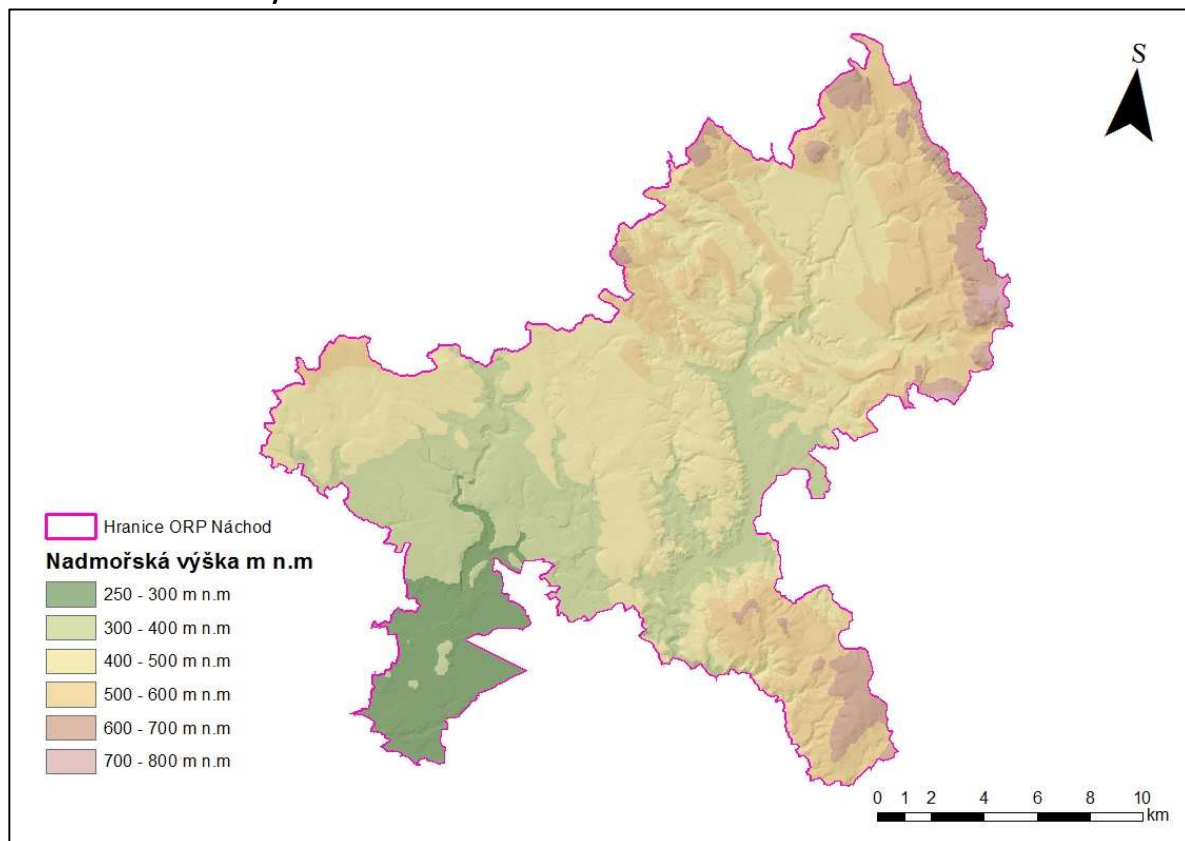 S
Hranice ORP Náchod
Nadmořská výška m n.m
250 - 300 m n.m
300 - 400 m n.m
400 - 500 m n.m
500 - 600 m n.m
600 - 700 m n.m
700 - 800 m n.m
0 1 2 4 6 8 10
km